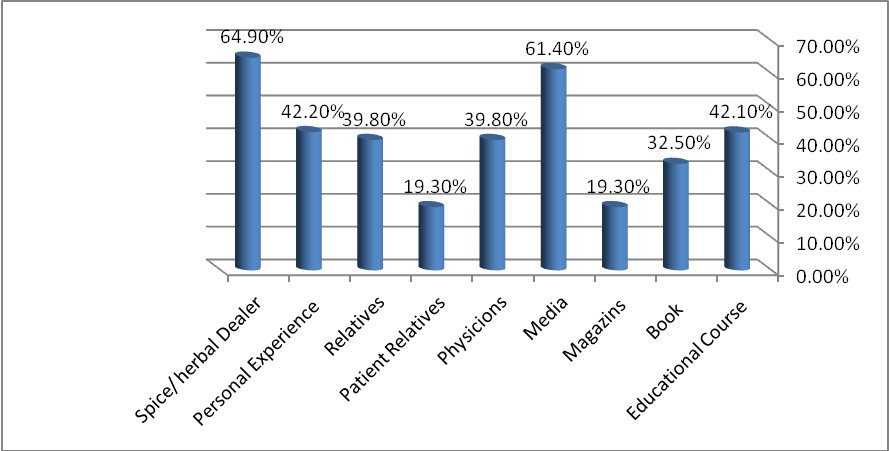 64.90%
42.20%
39.80%
19.30%
39.80%
61.40%
19.30%
32.50%
42.10%
70.00%
60.00%
50.00%
40.00%
30.00%
20.00%
10.00%
0.00%
Spice/herbal Dealer
Personal Experience
Relatives
Patient Relatives
Physicions
Media
Magazins
Book
Educational Course